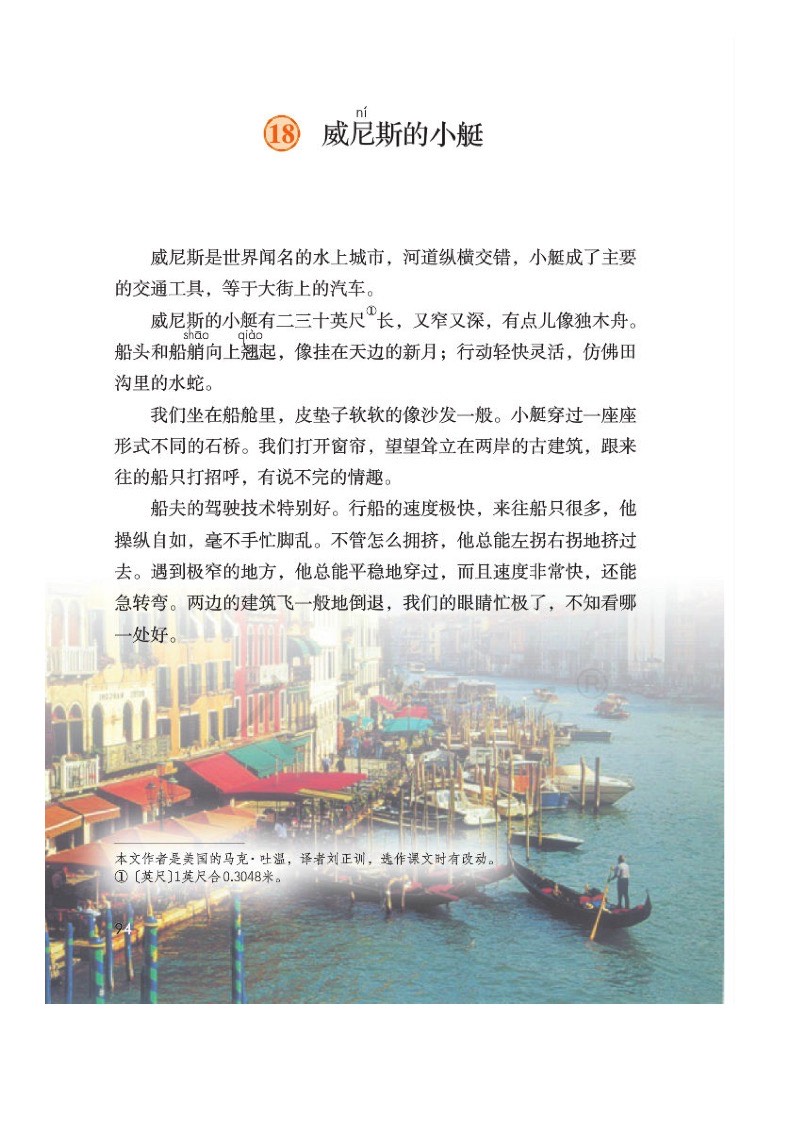 ní
18 威尼斯的小艇
威尼斯是世界闻名的水上城市，河道纵横交错，小艇成了主要
的交通工具，等于大街上的汽车。
威尼斯的小艇有二三十英尺①长，又窄又深，有点儿像独木舟。
shāo qiào
船头和船艄向上翘起，像挂在天边的新月；行动轻快灵活，仿佛田
沟里的水蛇。
我们坐在船舱里，皮垫子软软的像沙发一般。小艇穿过一座座
形式不同的石桥。我们打开窗帘，望望耸立在两岸的古建筑，跟来
往的船只打招呼，有说不完的情趣。
船夫的驾驶技术特别好。行船的速度极快，来往船只很多，他
操纵自如，毫不手忙脚乱。不管怎么拥挤，他总能左拐右拐地挤过
去。遇到极窄的地方，他总能平稳地穿过，而且速度非常快，还能
急转弯。两边的建筑飞一般地倒退，我们的眼睛忙极了，不知看哪
一处好。
®
本文作者是美国的马克·吐温，译者刘正训，选作课文时有改动。
①〔英尺〕1英尺合0.3048米。
94